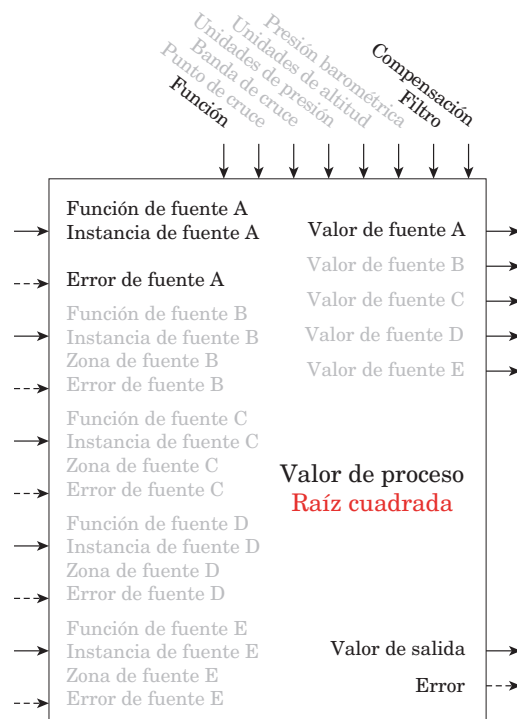 Función
Punto de cruce
Banda de cruce
Unidades de presión
Unidades de altitud
Presión barométrica
Filtro
Compensación
Función de fuente A
Instancia de fuente A
Error de fuente A
Función de fuente B
Instancia de fuente B
Zona de fuente B
Error de fuente B
Función de fuente C
Instancia de fuente C
Zona de fuente C
Error de fuente C
Función de fuente D
Instancia de fuente D
Zona de fuente D
Error de fuente D
Función de fuente E
Instancia de fuente E
Zona de fuente E
Error de fuente E
Valor de fuente A
Valor de fuente B
Valor de fuente C
Valor de fuente D
Valor de fuente E
Valor de proceso
Raíz cuadrada
Valor de salida
Error